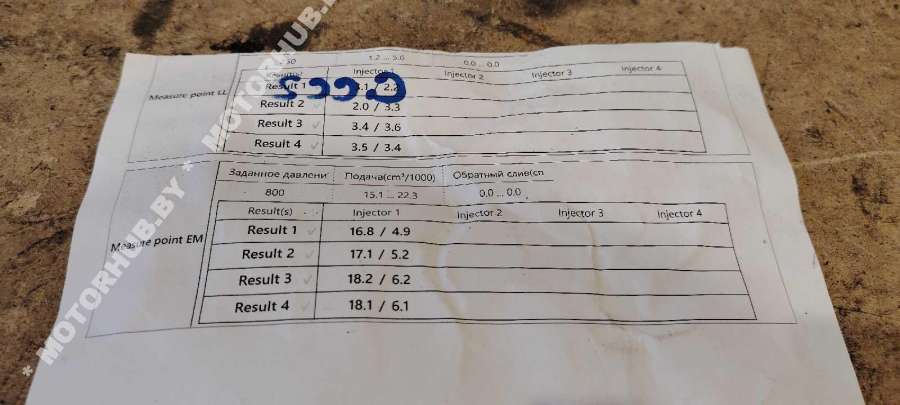 1.2 ... 5.0 0.0 ... 0.0
Injector 2 Injector 3 Injector 4
Measure point LL
Result 1
Result 2 2.0 / 3.3
Result 3 3.4 / 3.6
Result 4 3.5 / 3.4
Заданное давлени Подача(cm³/1000) Обратный слив(сп
800 15.1 ... 22.3 0.0 ... 0.0
Measure point EM
Result(s) Injector 1 Injector 2 Injector 3 Injector 4
Result 1 16.8 / 4.9
Result 2 17.1 / 5.2
Result 3 18.2 / 6.2
Result 4 18.1 / 6.1
* MOTORHUB.BY * MOTORHUB.BY *
* MOTORHUB.BY *